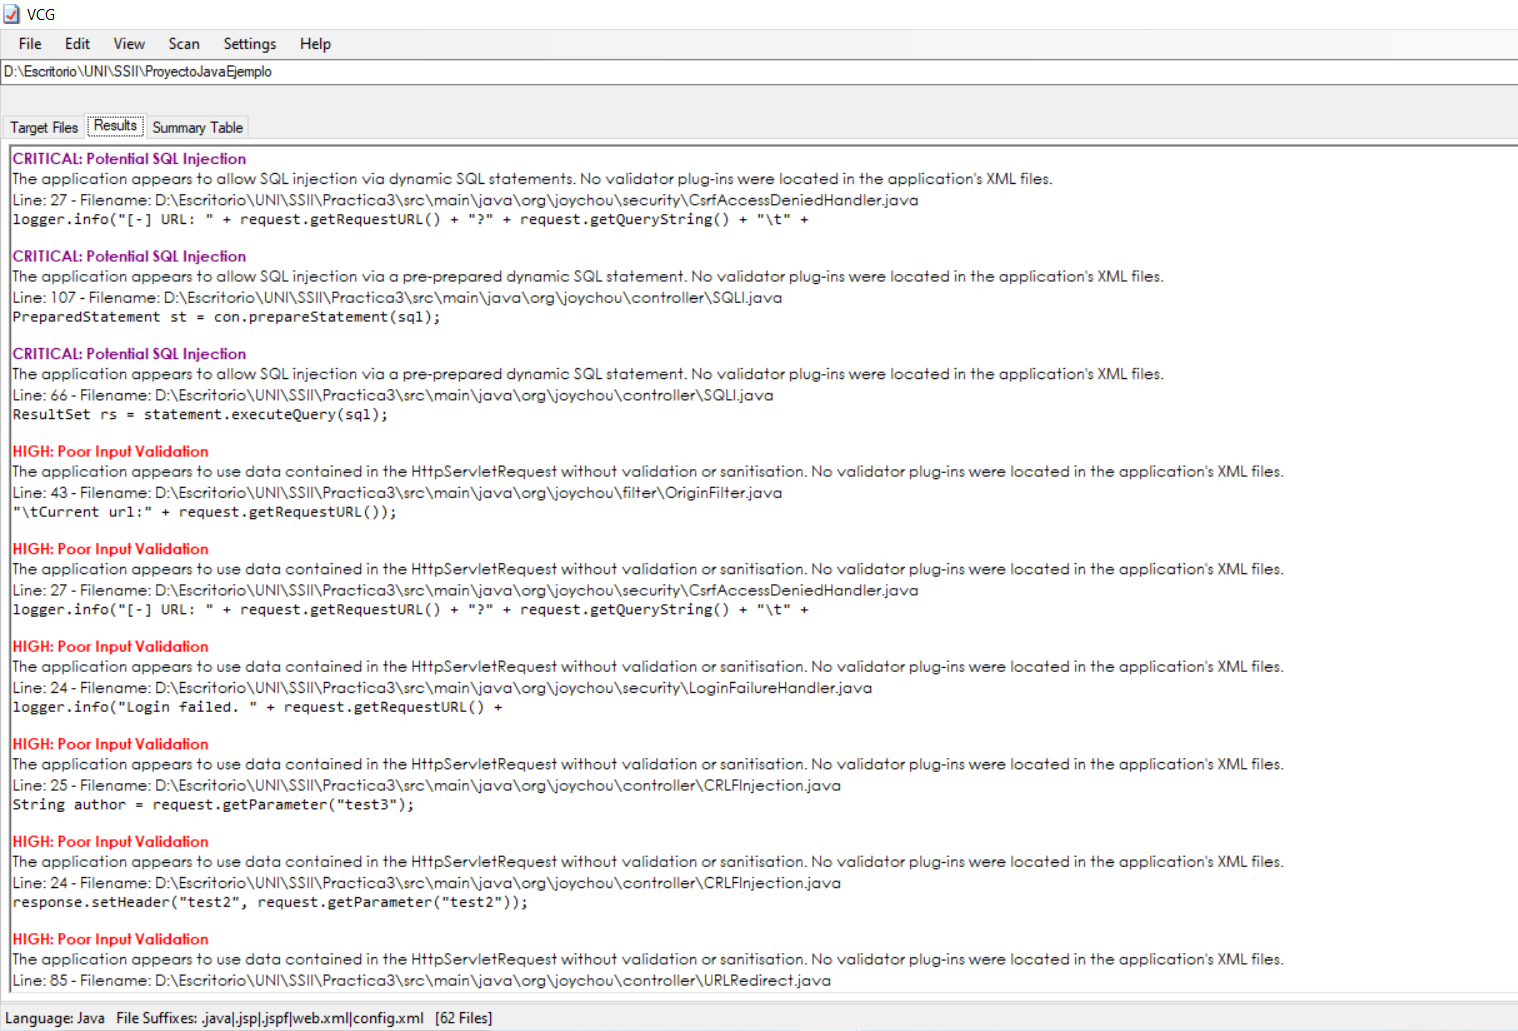 VCG
File Edit View Scan Settings Help
D:\Escritorio\UNI\SSII\ProyectoJavaEjemplo
Target Files Results Summary Table
CRITICAL: Potential SQL Injection
The application appears to allow SQL injection via dynamic SQL statements. No validator plug-ins were located in the application's XML files.
Line: 27 - Filename: D:\Escritorio\UNI\SSII\Practica3\src\main\java\org\joychou\security\CsrfAccessDeniedHandler.java
logger.info("[-] URL: " + request.getRequestURL() + "?" + request.getQueryString() + "\t" +
CRITICAL: Potential SQL Injection
The application appears to allow SQL injection via a pre-prepared dynamic SQL statement. No validator plug-ins were located in the application's XML files.
Line: 107 - Filename: D:\Escritorio\UNI\SSII\Practica3\src\main\java\org\joychou\controller\SQLI.java
PreparedStatement st = con.prepareStatement(sql);
CRITICAL: Potential SQL Injection
The application appears to allow SQL injection via a pre-prepared dynamic SQL statement. No validator plug-ins were located in the application's XML files.
Line: 66 - Filename: D:\Escritorio\UNI\SSII\Practica3\src\main\java\org\joychou\controller\SQLI.java
ResultSet rs = statement.executeQuery(sql);
HIGH: Poor Input Validation
The application appears to use data contained in the HttpServletRequest without validation or sanitisation. No validator plug-ins were located in the application's XML files.
Line: 43 - Filename: D:\Escritorio\UNI\SSII\Practica3\src\main\java\org\joychou\filter\OriginFilter.java
"\tCurrent url:" + request.getRequestURL());
HIGH: Poor Input Validation
The application appears to use data contained in the HttpServletRequest without validation or sanitisation. No validator plug-ins were located in the application's XML files.
Line: 27 - Filename: D:\Escritorio\UNI\SSII\Practica3\src\main\java\org\joychou\security\CsrfAccessDeniedHandler.java
logger.info("[-] URL: " + request.getRequestURL() + "?" + request.getQueryString() + "\t" +
HIGH: Poor Input Validation
The application appears to use data contained in the HttpServletRequest without validation or sanitisation. No validator plug-ins were located in the application's XML files.
Line: 24 - Filename: D:\Escritorio\UNI\SSII\Practica3\src\main\java\org\joychou\security\LoginFailureHandler.java
logger.info("Login failed. " + request.getRequestURL() +
HIGH: Poor Input Validation
The application appears to use data contained in the HttpServletRequest without validation or sanitisation. No validator plug-ins were located in the application's XML files.
Line: 25 - Filename: D:\Escritorio\UNI\SSII\Practica3\src\main\java\org\joychou\controller\CRLFInjection.java
String author = request.getParameter("test3");
HIGH: Poor Input Validation
The application appears to use data contained in the HttpServletRequest without validation or sanitisation. No validator plug-ins were located in the application's XML files.
Line: 24 - Filename: D:\Escritorio\UNI\SSII\Practica3\src\main\java\org\joychou\controller\CRLFInjection.java
response.setHeader("test2", request.getParameter("test2"));
HIGH: Poor Input Validation
The application appears to use data contained in the HttpServletRequest without validation or sanitisation. No validator plug-ins were located in the application's XML files.
Line: 85 - Filename: D:\Escritorio\UNI\SSII\Practica3\src\main\java\org\joychou\controller\URLRedirect.java
Language: Java File Suffixes: .java|.jsp|.jspf|web.xml|config.xml [62 Files]